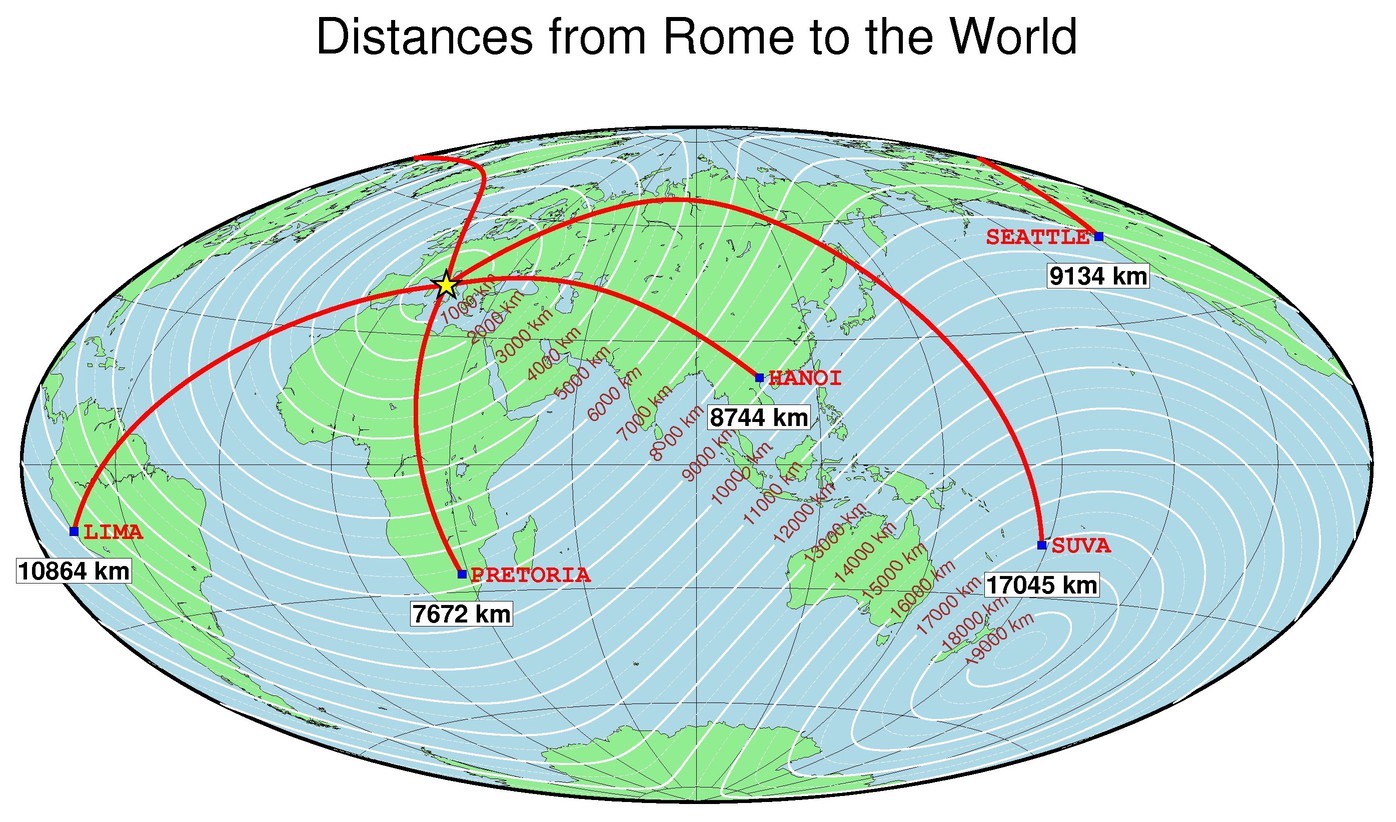 Distances from Rome to the World
SEATTLE
9134 km
1000 km
2000 km
3000 km
4000 km
5000 km
6000 km
7000 km
8000 km
9000 km
10000 km
11000 km
12000 km
13000 km
14000 km
15000 km
16000 km
17000 km
18000 km
19000 km
HANOI
8744 km
LIMA
10864 km
PRETORIA
7672 km
SUVA
17045 km